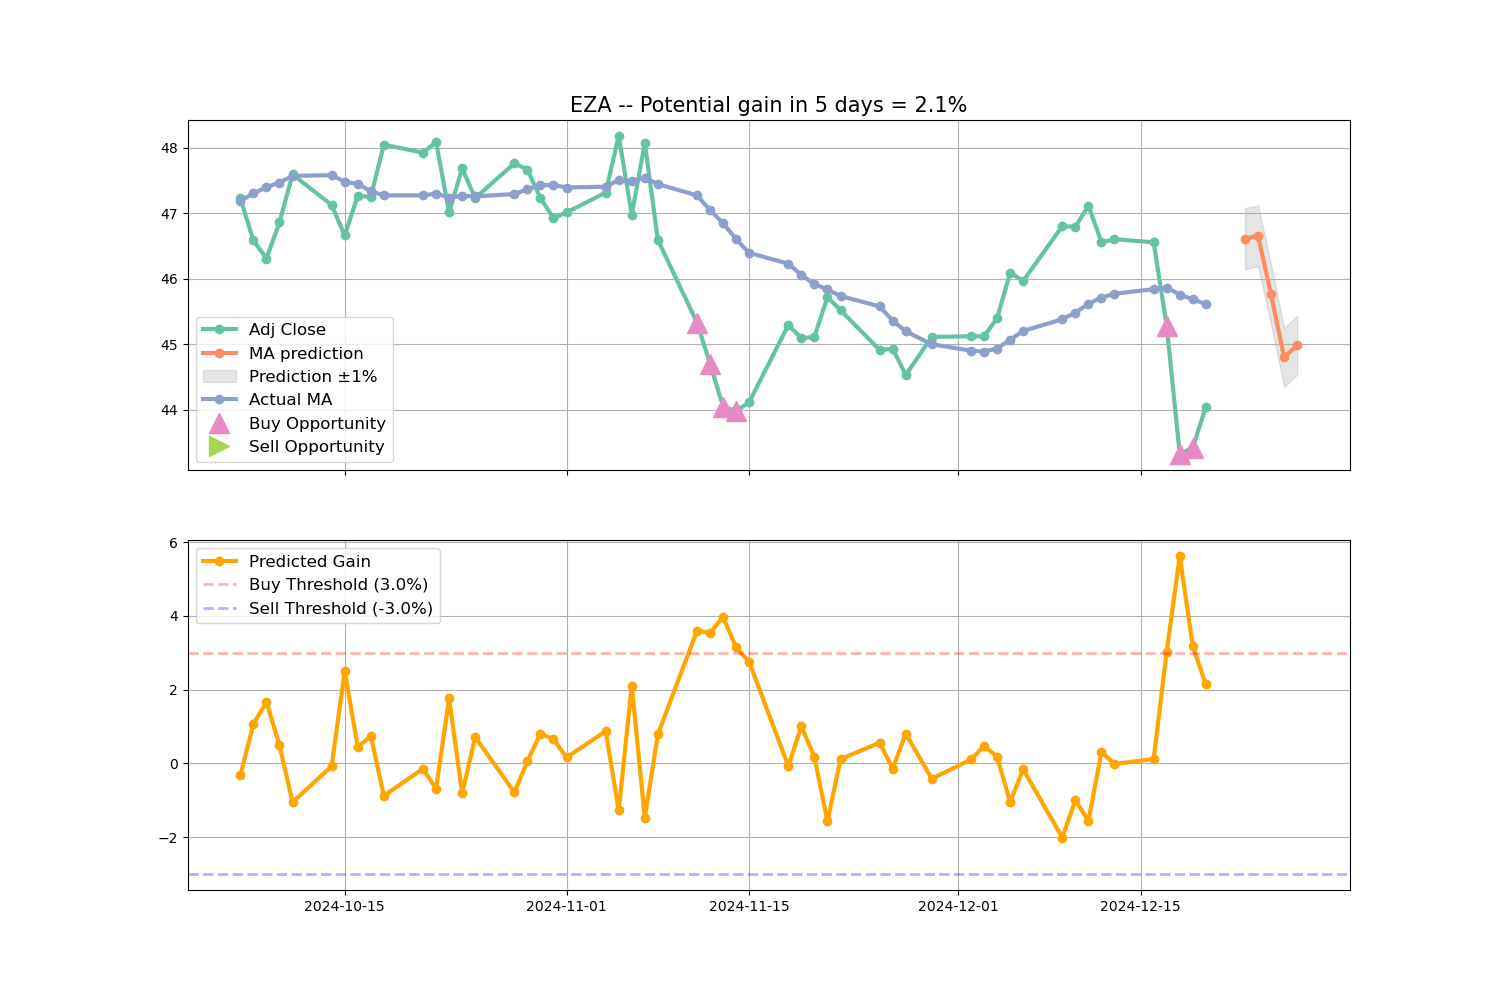 EZA -- Potential gain in 5 days = 2.1%
48
47
46
45
44
Adj Close
MA prediction
Prediction ±1%
Actual MA
Buy Opportunity
Sell Opportunity
6
4
2
0
−2
Predicted Gain
Buy Threshold (3.0%)
Sell Threshold (-3.0%)
2024-10-15
2024-11-01
2024-11-15
2024-12-01
2024-12-15